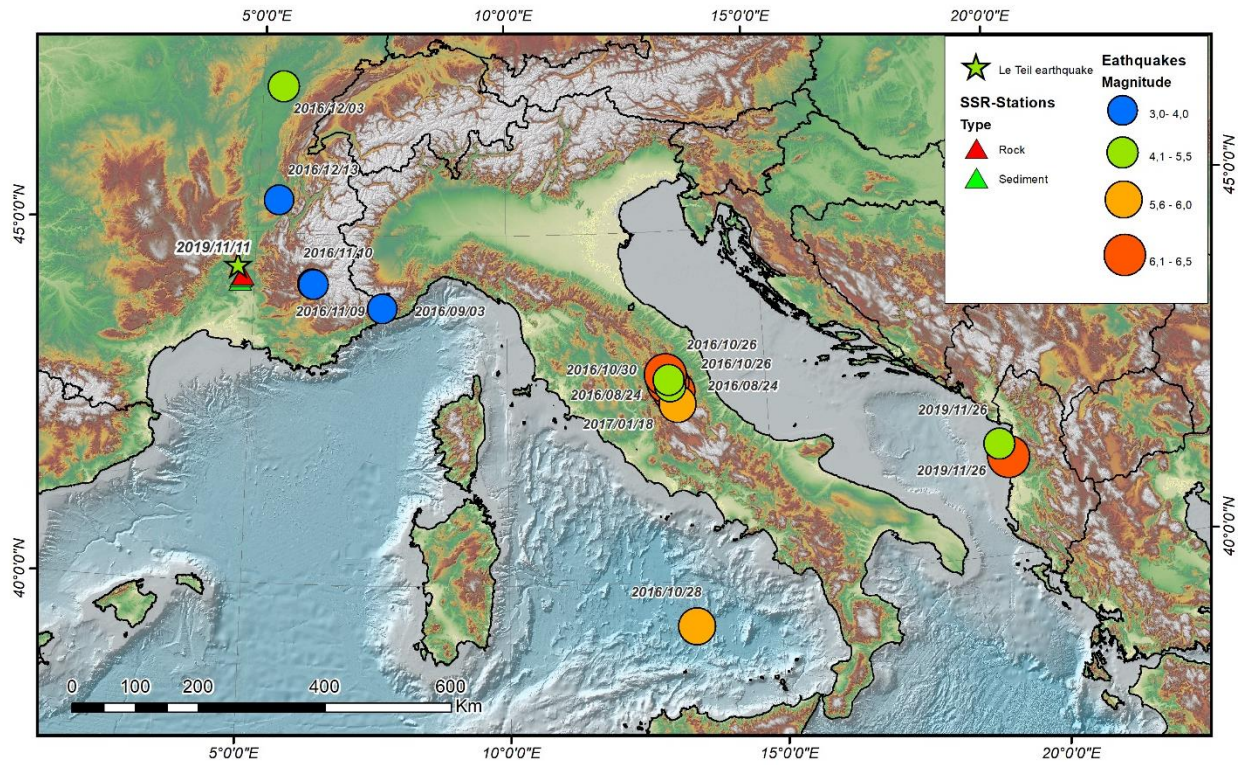 5°0'0"E
10°0'0"E
15°0'0"E
20°0'0"E
Le Teil earthquake
SSR-Stations
Type
Rock
Sediment
Eathquakes
Magnitude
3,0- 4,0
4,1 - 5,5
5,6 - 6,0
6,1 - 6,5
2016/12/03
2016/12/13
45°0'0"N
45°0'0"N
2019/11/11
2016/11/10
2016/11/09
2016/09/03
2016/10/26
2016/10/26
2016/10/30
2016/08/24
2016/08/24
2017/01/18
2019/11/26
2019/11/26
40°0'0"N
40°0'0"N
2016/10/28
0 100 200 400 600
Km
5°0'0"E
10°0'0"E
15°0'0"E
20°0'0"E